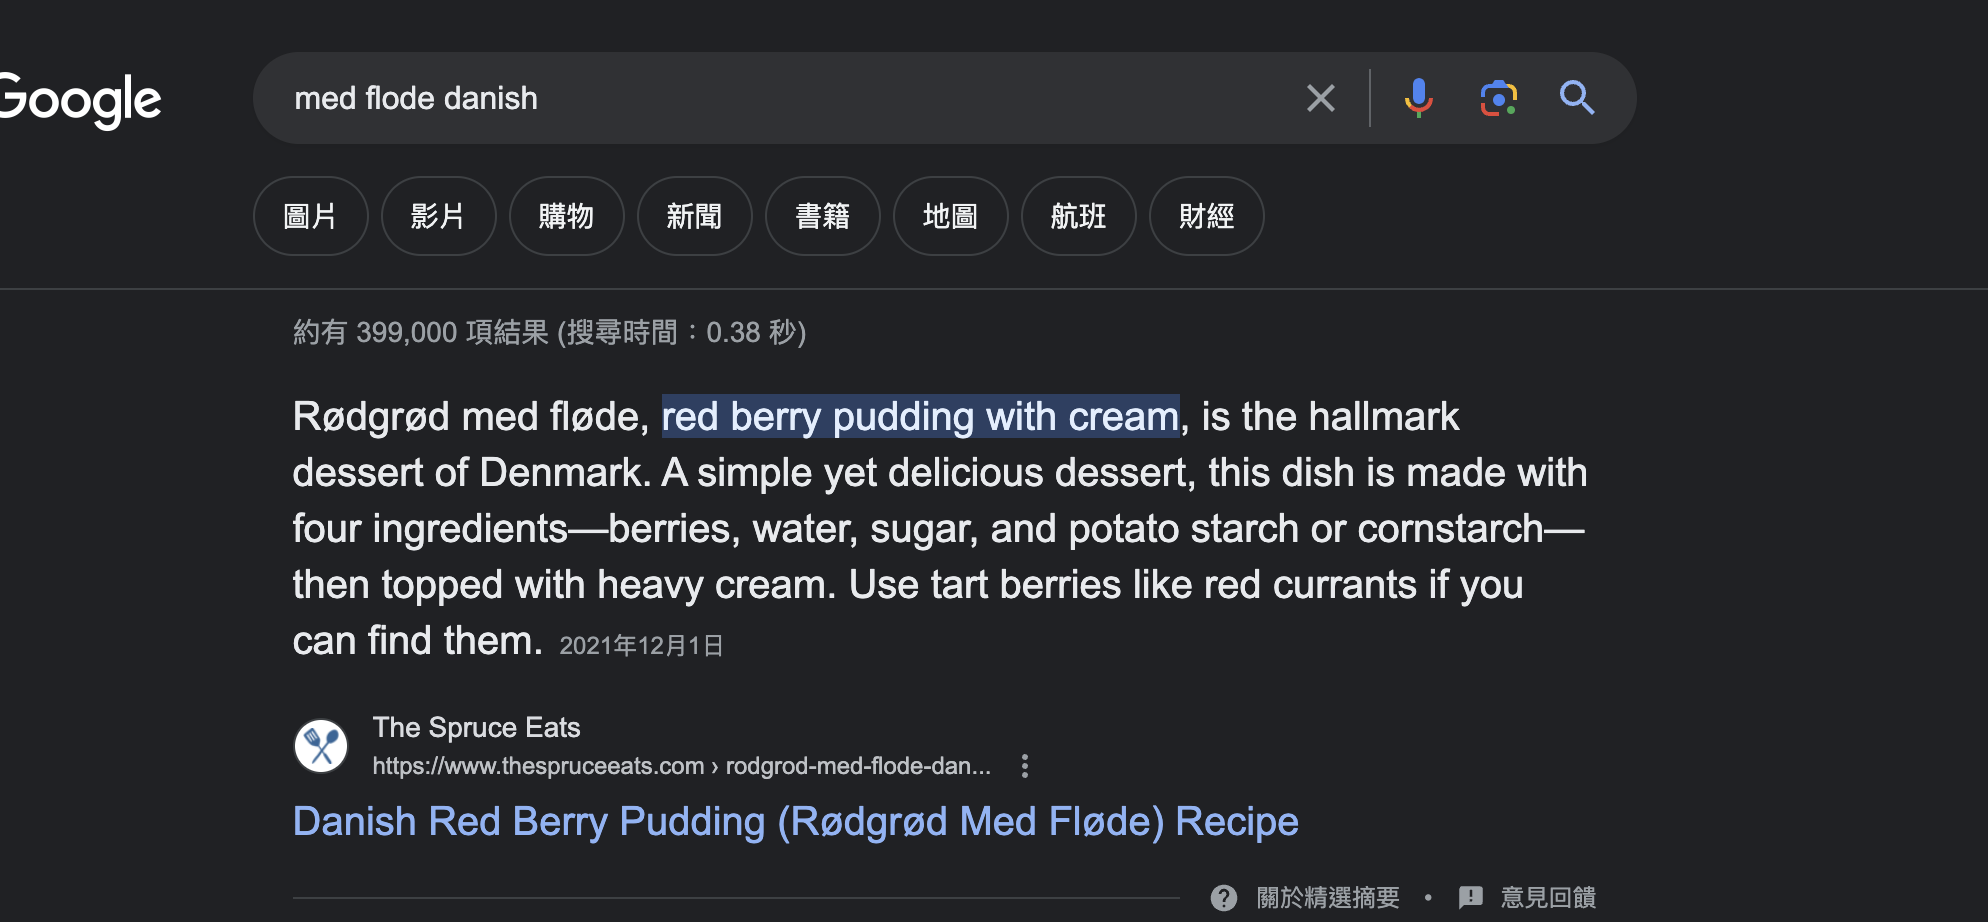 Google
med flode danish
圖片 影片 購物 新聞 書籍 地圖 航班 財經
約有 399,000 項結果 (搜尋時間：0.38 秒)
Rødgrød med fløde, red berry pudding with cream, is the hallmark
dessert of Denmark. A simple yet delicious dessert, this dish is made with
four ingredients—berries, water, sugar, and potato starch or cornstarch—
then topped with heavy cream. Use tart berries like red currants if you
can find them. 2021年12月1日
The Spruce Eats
https://www.thespruceeats.com › rodgrod-med-flode-dan...
Danish Red Berry Pudding (Rødgrød Med Fløde) Recipe
關於精選摘要 • 意見回饋